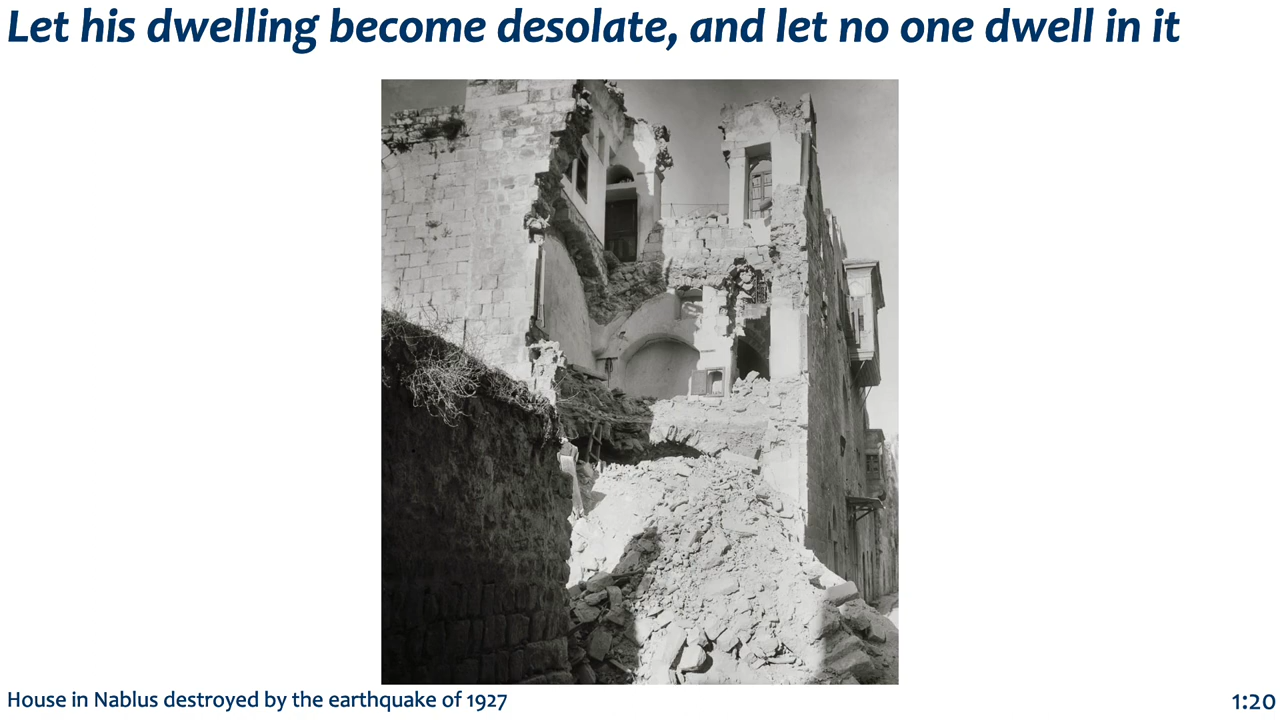 Let his dwelling become desolate, and let no one dwell in it
House in Nablus destroyed by the earthquake of 1927
1:20